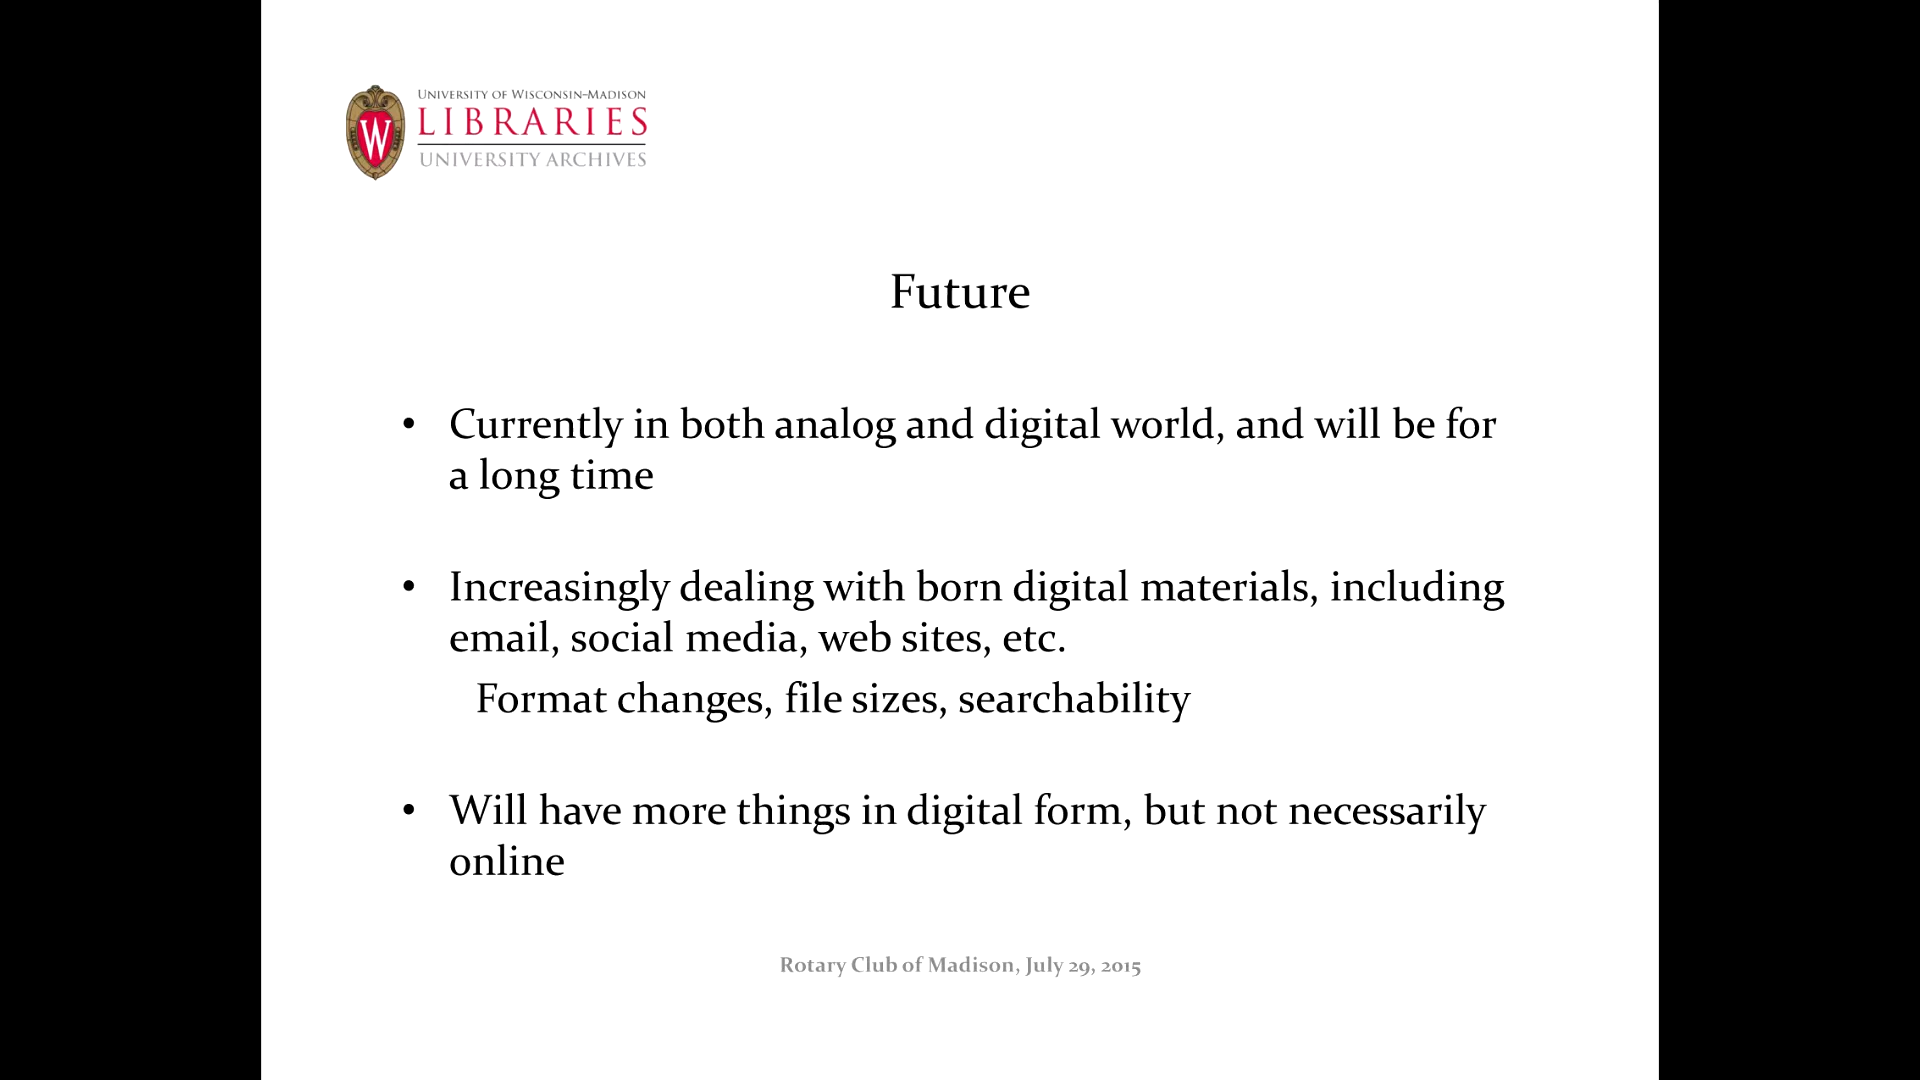 W
University of Wisconsin–Madison
LIBRARIES
UNIVERSITY ARCHIVES
Future
• Currently in both analog and digital world, and will be for
a long time
• Increasingly dealing with born digital materials, including
email, social media, web sites, etc.
Format changes, file sizes, searchability
• Will have more things in digital form, but not necessarily
online
Rotary Club of Madison, July 29, 2015